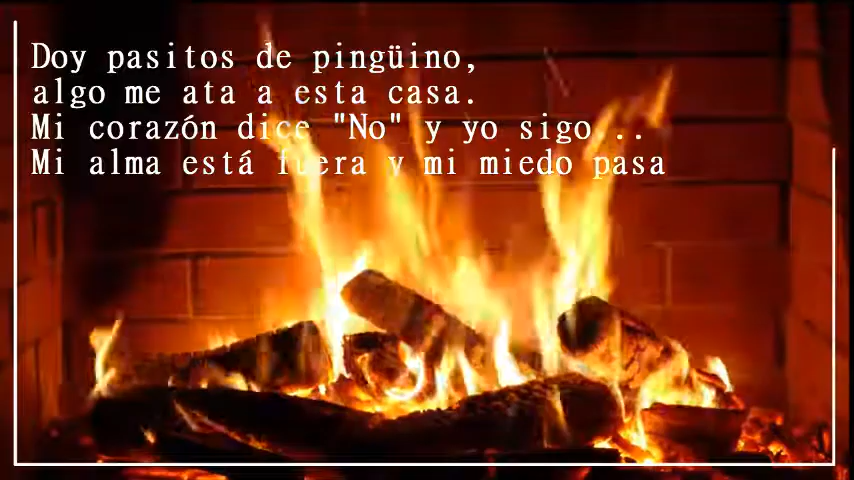 Doy pasitos de pingüino,
algo me ata a esta casa.
Mi corazón dice "No" y yo sigo...
Mi alma está fuera y mi miedo pasa